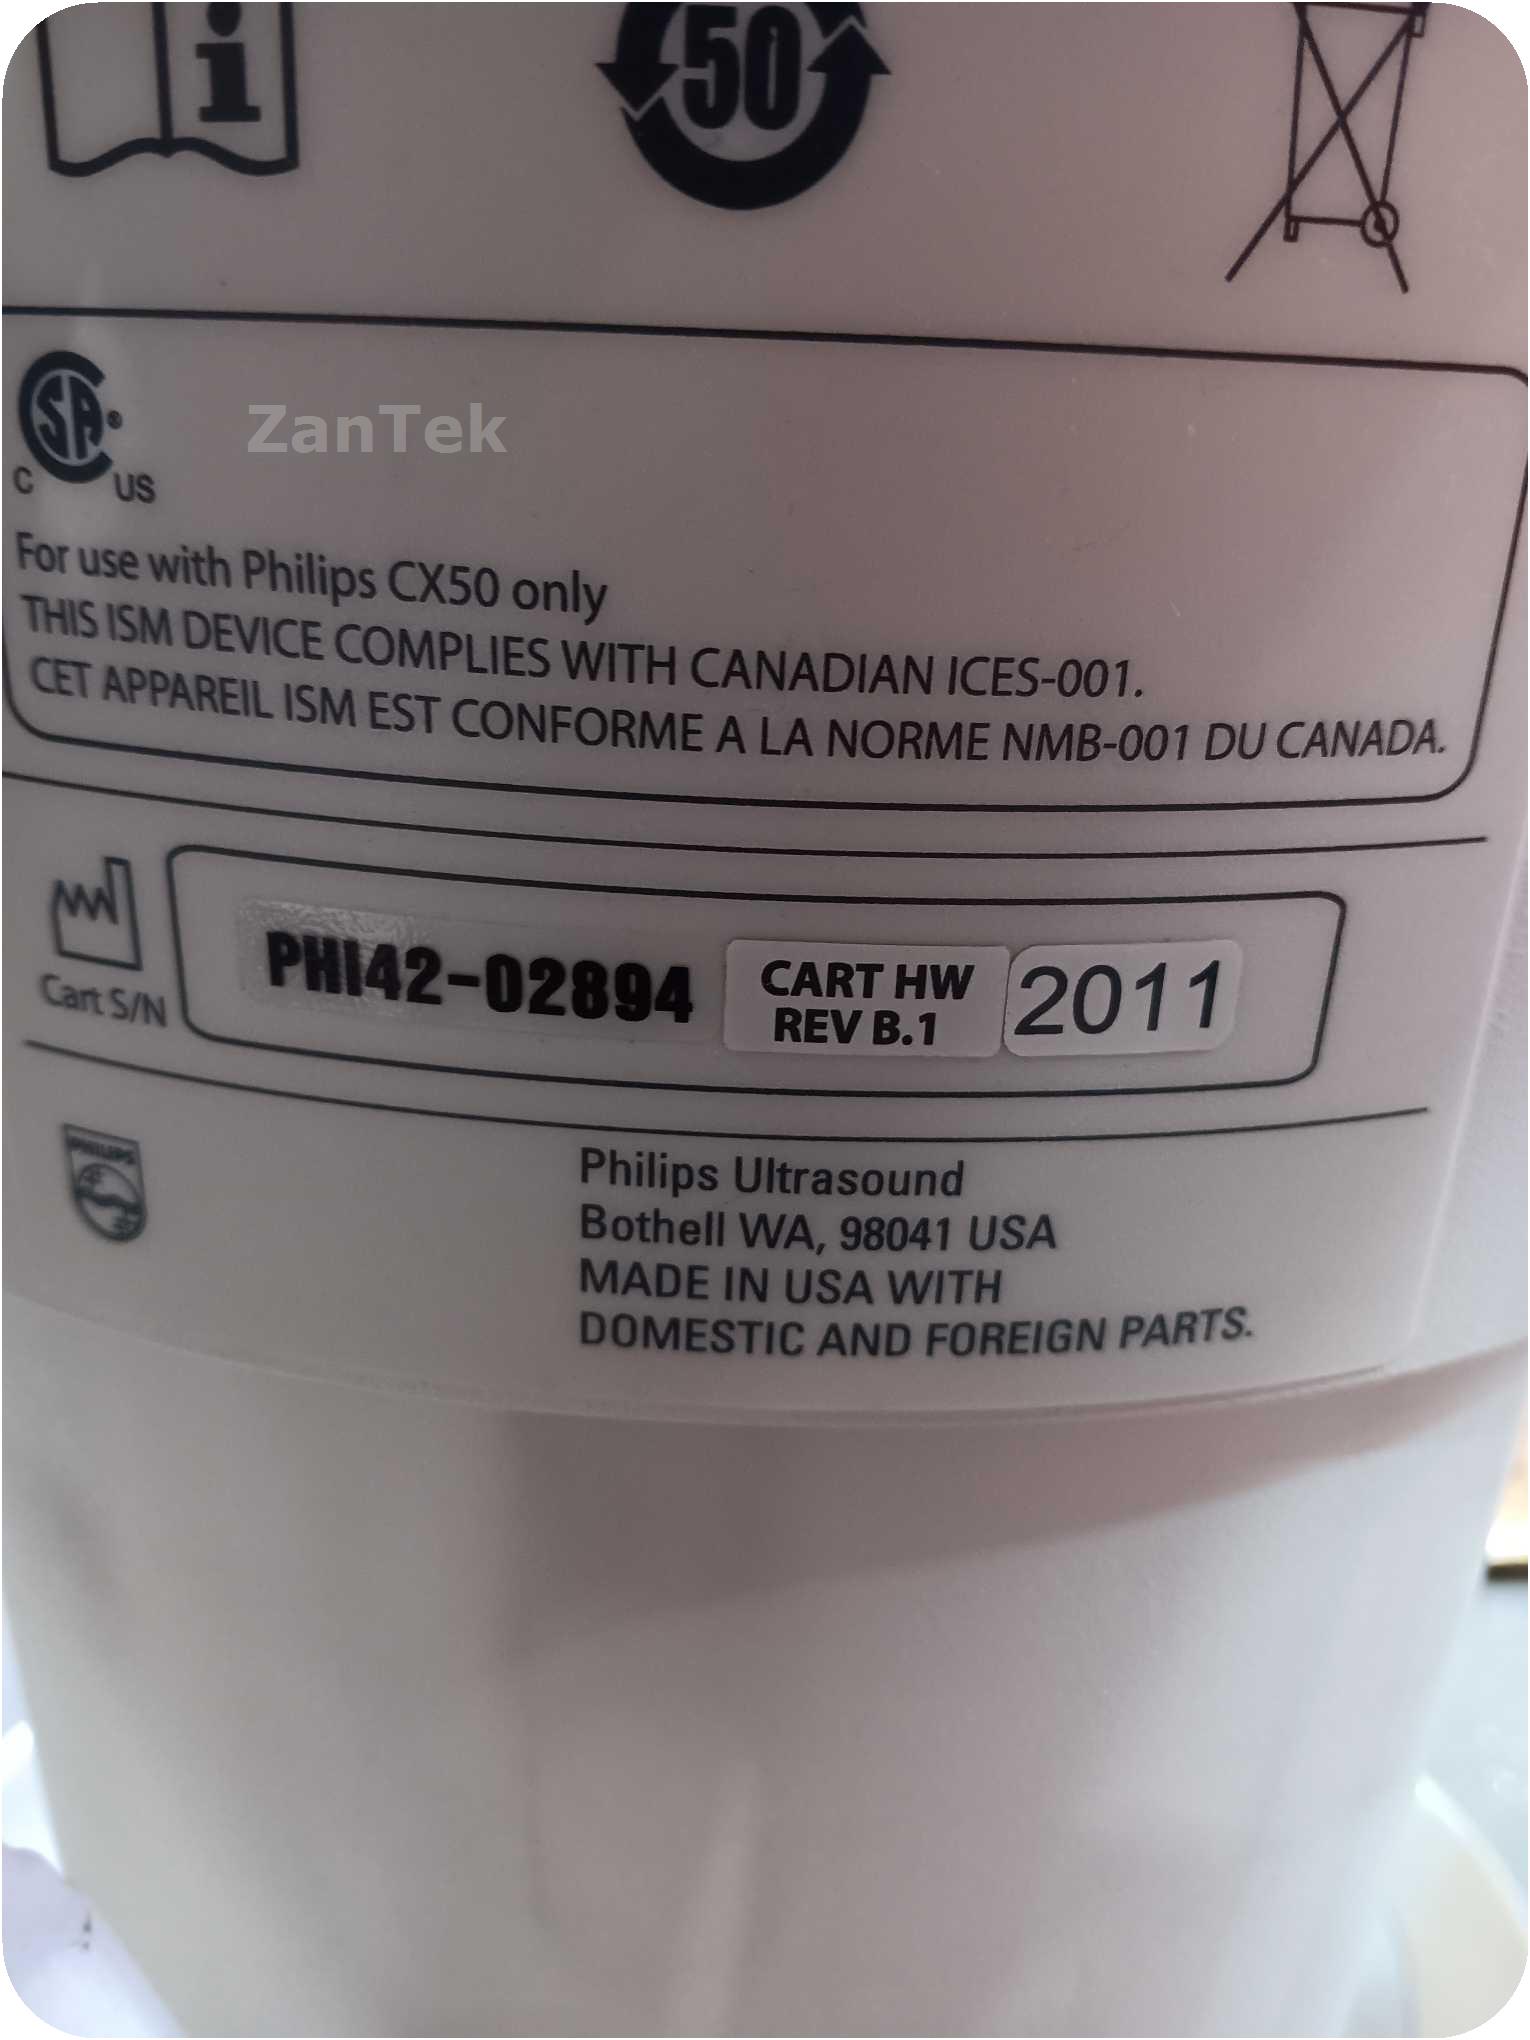 i
50
SA®
C US
ZanTek
For use with Philips CX50 only
THIS ISM DEVICE COMPLIES WITH CANADIAN ICES-001.
CET APPAREIL ISM EST CONFORME A LA NORME NMB-001 DU CANADA.
Cart S/N
PHI42-02894
CART HW
REV B.1
2011
PHILIPS
Philips Ultrasound
Bothell WA, 98041 USA
MADE IN USA WITH
DOMESTIC AND FOREIGN PARTS.